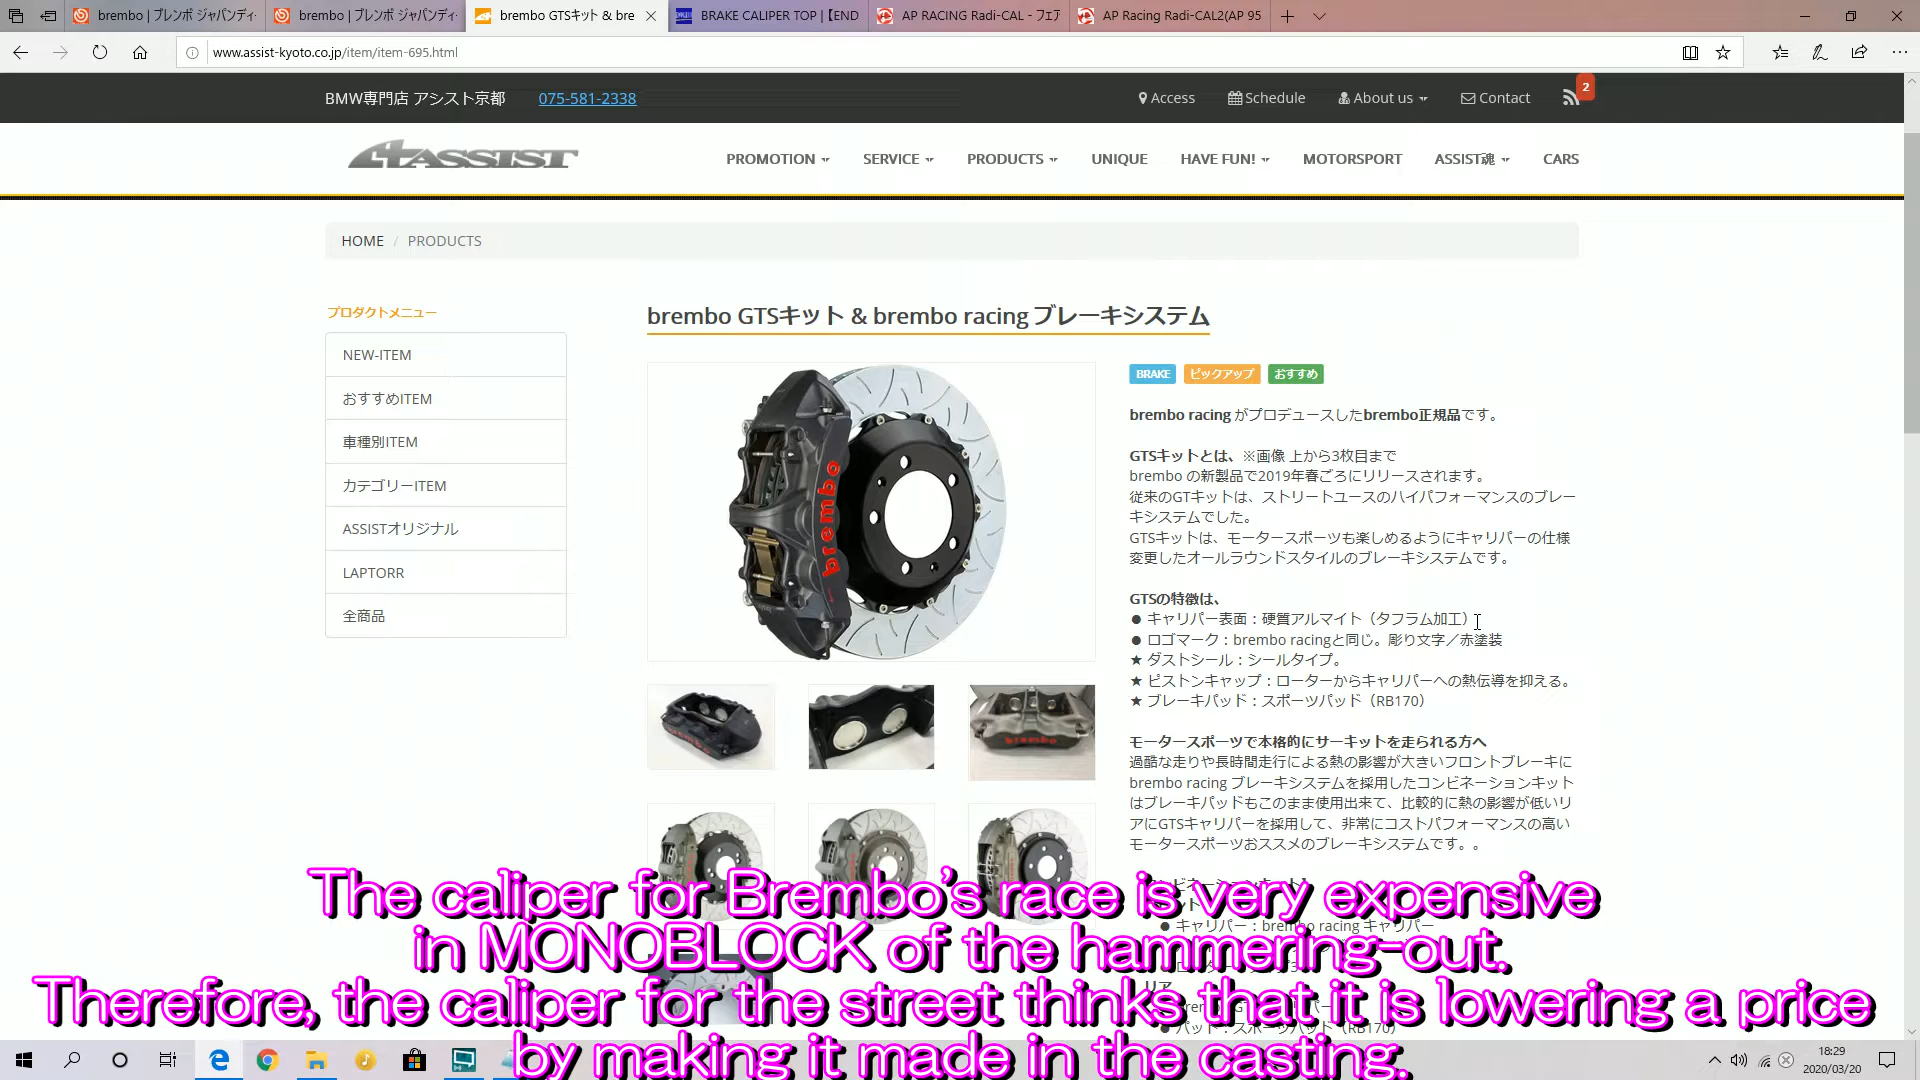 brembo | ブレンボ ジャパンディ
brembo | ブレンボ ジャパンディ
brembo GTSキット & bre
BRAKE CALIPER TOP | 【END
AP RACING Radi-CAL - フェア
AP Racing Radi-CAL2(AP 95
www.assist-kyoto.co.jp/item/item-695.html
BMW専門店 アシスト京都
075-581-2338
Access
Schedule
About us
Contact
2
ASSIST
PROMOTION
SERVICE
PRODUCTS
UNIQUE
HAVE FUN!
MOTORSPORT
ASSIST魂
CARS
HOME / PRODUCTS
プロダクトメニュー
NEW-ITEM
おすすめITEM
車種別ITEM
カテゴリーITEM
ASSISTオリジナル
LAPTORR
全商品
brembo GTSキット & brembo racing ブレーキシステム
brembo
brembo
BRAKE
ピックアップ
おすすめ
brembo racing がプロデュースしたbrembo正規品です。
GTSキットとは、※画像 上から3枚目まで
brembo の新製品で2019年春ごろにリリースされます。
従来のGTキットは、ストリートユースのハイパフォーマンスのブレー
キシステムでした。
GTSキットは、モータースポーツも楽しめるようにキャリパーの仕様
変更したオールラウンドスタイルのブレーキシステムです。
GTSの特徴は、
● キャリパー表面：硬質アルマイト（タフラム加工）
● ロゴマーク：brembo racingと同じ。彫り文字／赤塗装
★ ダストシール：シールタイプ。
★ ピストンキャップ：ローターからキャリパーへの熱伝導を抑える。
★ ブレーキパッド：スポーツパッド（RB170）
モータースポーツで本格的にサーキットを走られる方へ
過酷な走りや長時間走行による熱の影響が大きいフロントブレーキに
brembo racing ブレーキシステムを採用したコンビネーションキット
はブレーキパッドもこのまま使用出来て、比較的に熱の影響が低いリ
アにGTSキャリパーを採用して、非常にコストパフォーマンスの高い
モータースポーツおススメのブレーキシステムです。。
● キャリパー：brembo racing キャリパー
リア
● パッド：スポーツパッド（RB170）
The caliper for Brembo's race is very expensive
in MONOBLOCK of the hammering-out.
Therefore, the caliper for the street thinks that it is lowering a price
by making it made in the casting.
18:29
2020/03/20